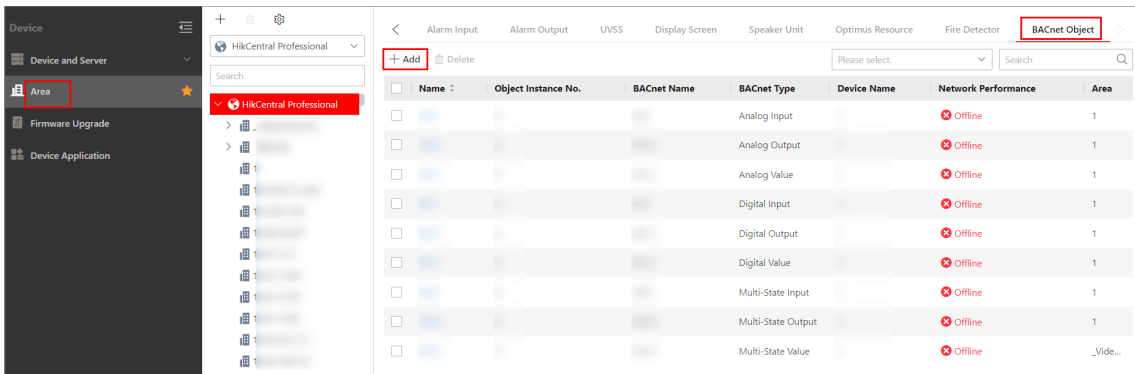 Device
Device and Server
Area
Firmware Upgrade
Device Application
HikCentral Professional
Search
HikCentral Professional
Alarm Input Alarm Output UVSS Display Screen Speaker Unit Optimus Resource Fire Detector BACnet Object
Add Delete Please select. Search
Name Object Instance No. BACnet Name BACnet Type Device Name Network Performance Area
Analog Input Offline 1
Analog Output Offline 1
Analog Value Offline 1
Digital Input Offline 1
Digital Output Offline 1
Digital Value Offline 1
Multi-State Input Offline 1
Multi-State Output Offline 1
Multi-State Value Offline _Vide...